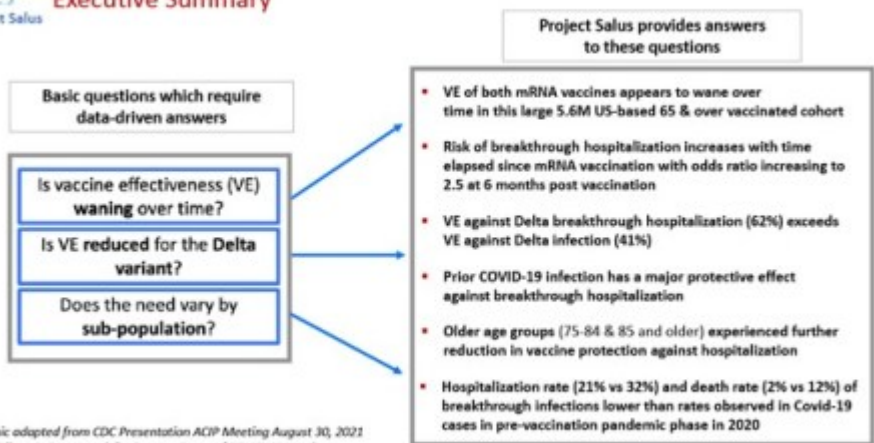 Executive Summary
t Salus
Project Salus provides answers
to these questions
Basic questions which require
data-driven answers
Is vaccine effectiveness (VE)
waning over time?
Is VE reduced for the Delta
variant?
Does the need vary by
sub-population?
▪ VE of both mRNA vaccines appears to wane over
time in this large 5.6M US-based 65 & over vaccinated cohort
▪ Risk of breakthrough hospitalization increases with time
elapsed since mRNA vaccination with odds ratio increasing to
2.5 at 6 months post vaccination
▪ VE against Delta breakthrough hospitalization (62%) exceeds
VE against Delta infection (41%)
▪ Prior COVID-19 infection has a major protective effect
against breakthrough hospitalization
▪ Older age groups (75-84 & 85 and older) experienced further
reduction in vaccine protection against hospitalization
▪ Hospitalization rate (21% vs 32%) and death rate (2% vs 12%) of
breakthrough infections lower than rates observed in Covid-19
cases in pre-vaccination pandemic phase in 2020
ic adapted from CDC Presentation ACIP Meeting August 30, 2021